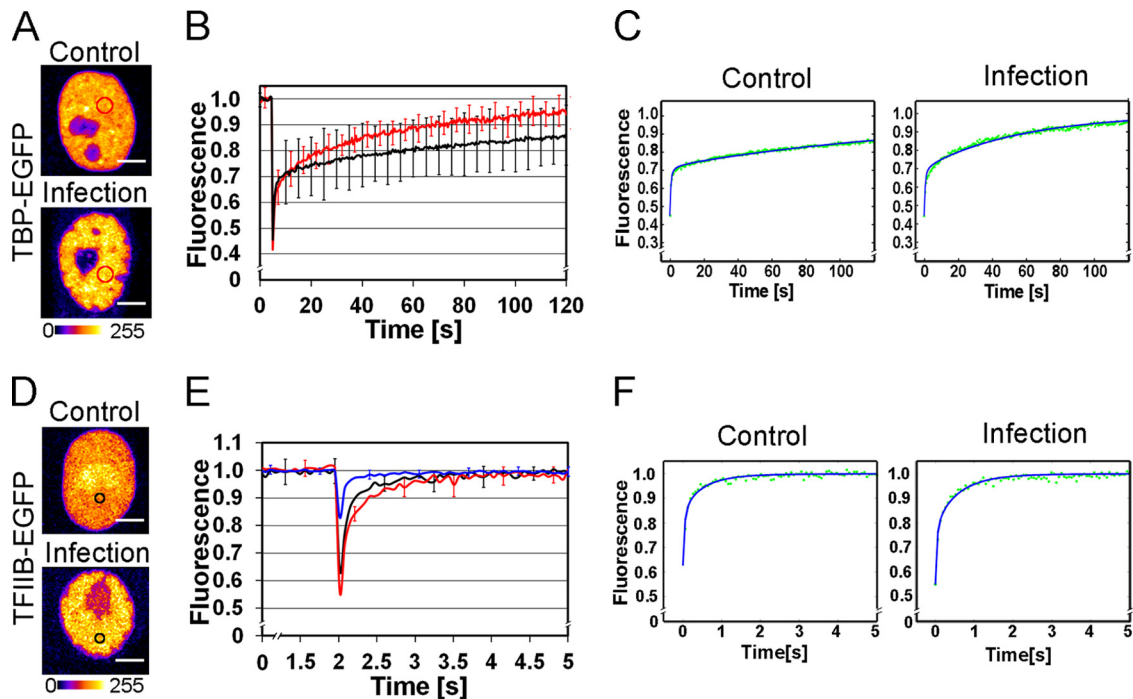 A
Control
TBP-EGFP
Infection
0 255
B
Fluorescence
1.0
0.9
0.8
0.7
0.6
0.5
0.4
0
0 20 40 60 80 100 120
Time [s]
C
Control
Infection
Fluorescence
1.0
0.9
0.8
0.7
0.6
0.5
0.4
0.3
0 20 40 60 80 100
Time [s]
1.0
0.9
0.8
0.7
0.6
0.5
0.4
0.3
0 20 40 60 80 100
Time [s]
D
Control
TFIIB-EGFP
Infection
0 255
E
Fluorescence
1.1
1.0
0.9
0.8
0.7
0.6
0.5
0
0 1.5 2 2.5 3 3.5 4 4.5 5
Time [s]
F
Control
Infection
Fluorescence
1.0
0.9
0.8
0.7
0.6
0.5
0
0 1 2 3 4 5
Time[s]
1.0
0.9
0.8
0.7
0.6
0.5
0
0 1 2 3 4 5
Time[s]